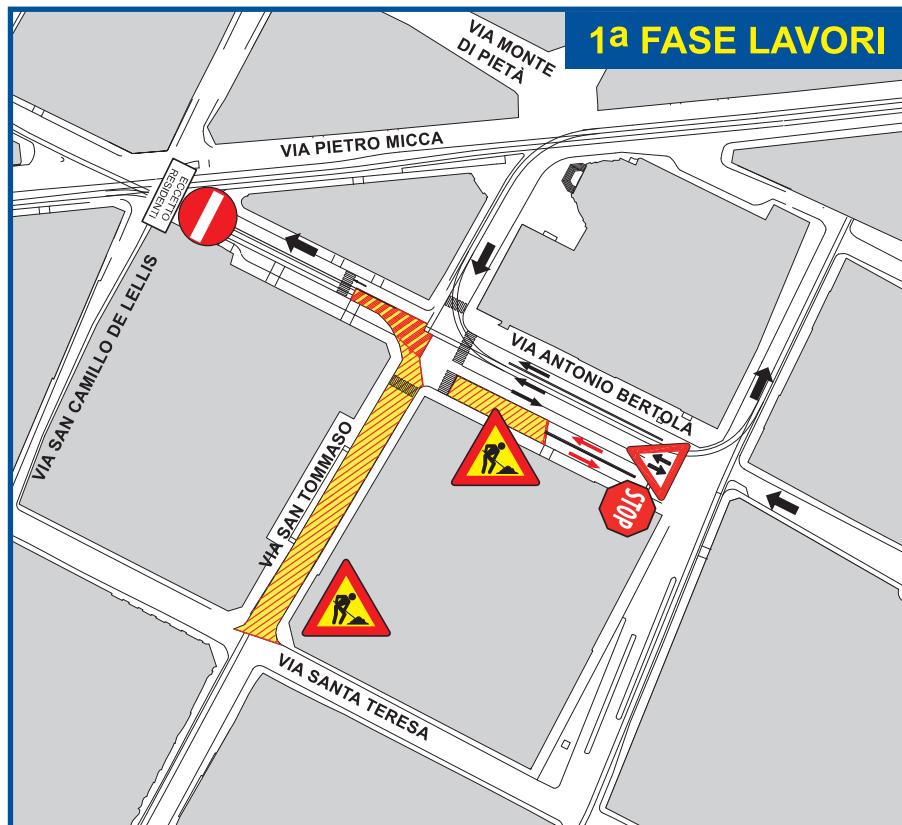 1ª FASE LAVORI
VIA MONTE
DI PIETÀ
VIA PIETRO MICCA
ECCETTO
RESIDENTI
VIA SAN CAMILLO DE LELLIS
VIA ANTONIO BERTOLA
VIA SAN TOMMASO
STOP
VIA SANTA TERESA